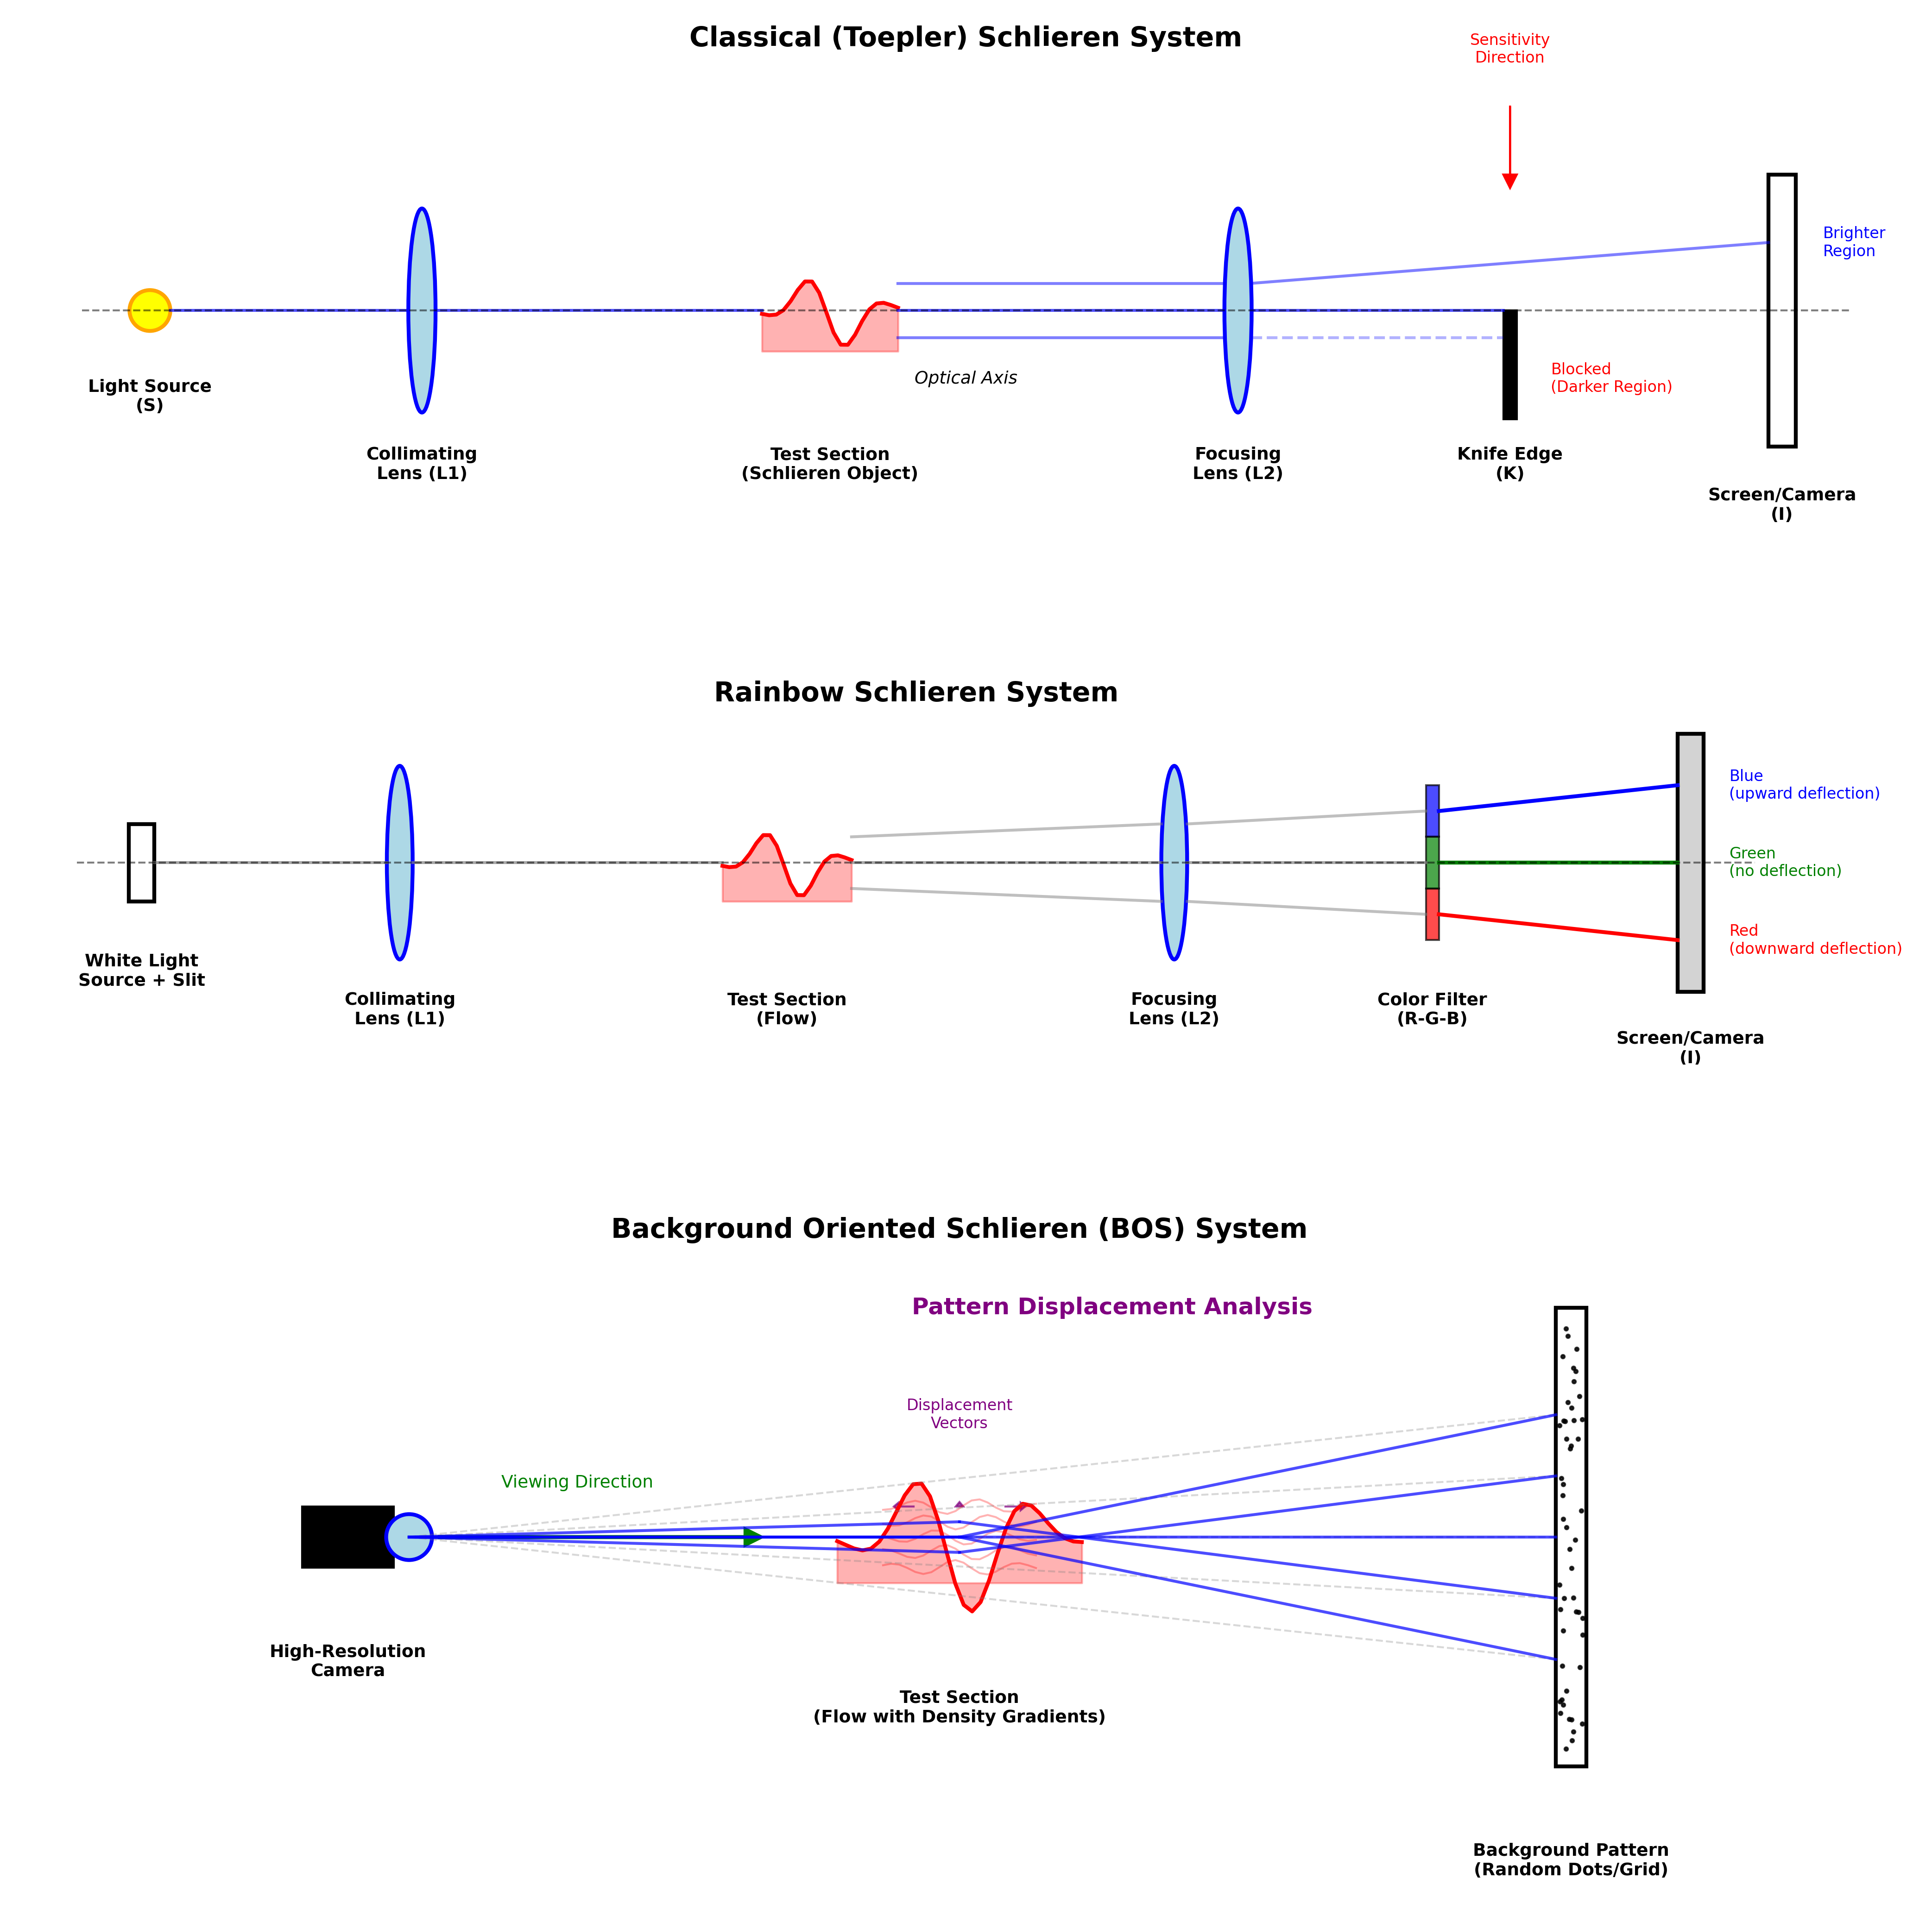 Classical (Toepler) Schlieren System
Sensitivity
Direction
Brighter
Region
Optical Axis
Blocked
(Darker Region)
Light Source
(S)
Collimating
Lens (L1)
Test Section
(Schlieren Object)
Focusing
Lens (L2)
Knife Edge
(K)
Screen/Camera
(I)
Rainbow Schlieren System
Blue
(upward deflection)
Green
(no deflection)
Red
(downward deflection)
White Light
Source + Slit
Collimating
Lens (L1)
Test Section
(Flow)
Focusing
Lens (L2)
Color Filter
(R-G-B)
Screen/Camera
(I)
Background Oriented Schlieren (BOS) System
Pattern Displacement Analysis
Displacement
Vectors
Viewing Direction
High-Resolution
Camera
Test Section
(Flow with Density Gradients)
Background Pattern
(Random Dots/Grid)